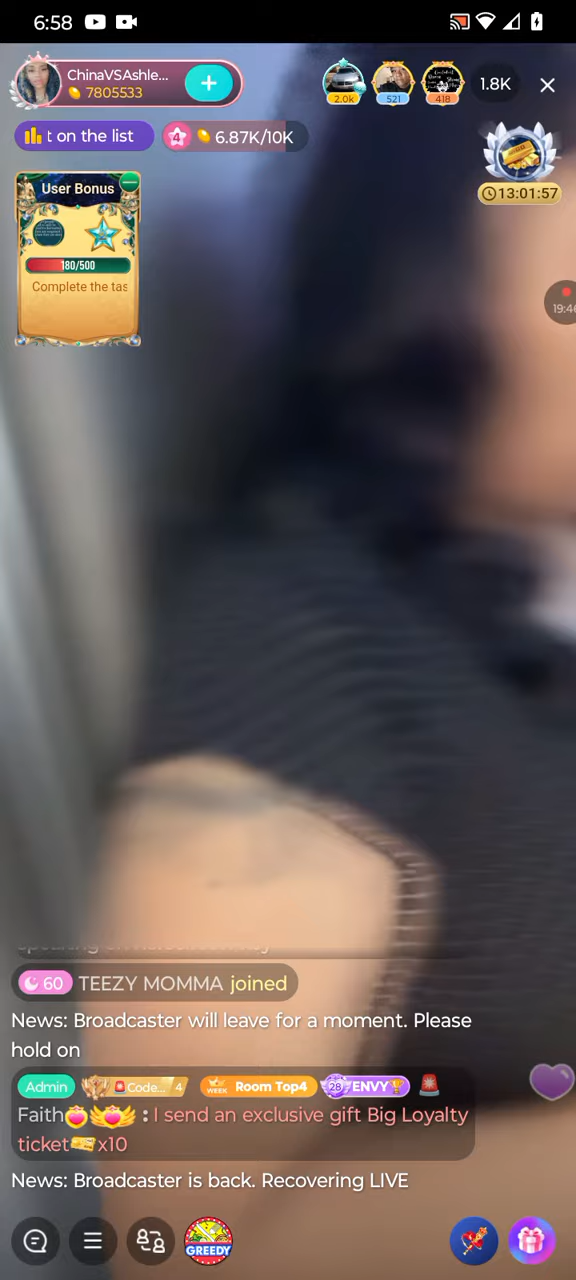 6:58
ChinaVSAshle...
7805533
2.0k
521
418
1.8K
t on the list
4
6.87K/10K
13:01:57
User Bonus
180/500
Complete the tas
19:46
60 TEEZY MOMMA joined
News: Broadcaster will leave for a moment. Please
hold on
Admin Code... 4 WEEK Room Top4 28 ENVY
Faith : I send an exclusive gift Big Loyalty
ticket x10
News: Broadcaster is back. Recovering LIVE
GREEDY